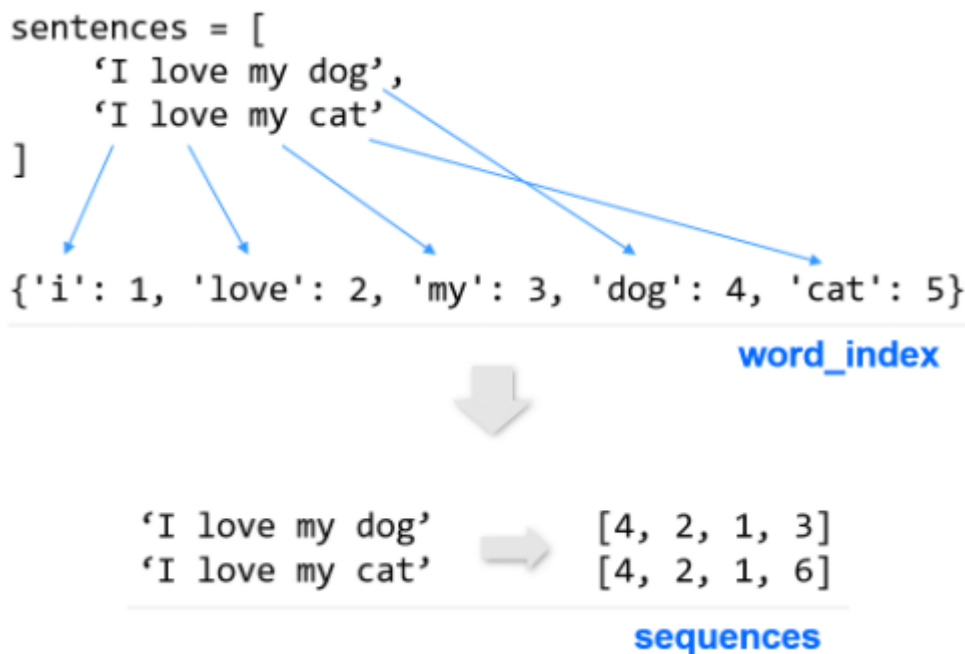 sentences = [
‘I love my dog’,
‘I love my cat’
]
{'i': 1, 'love': 2, 'my': 3, 'dog': 4, 'cat': 5}
word_index
‘I love my dog’ [4, 2, 1, 3]
‘I love my cat’ [4, 2, 1, 6]
sequences